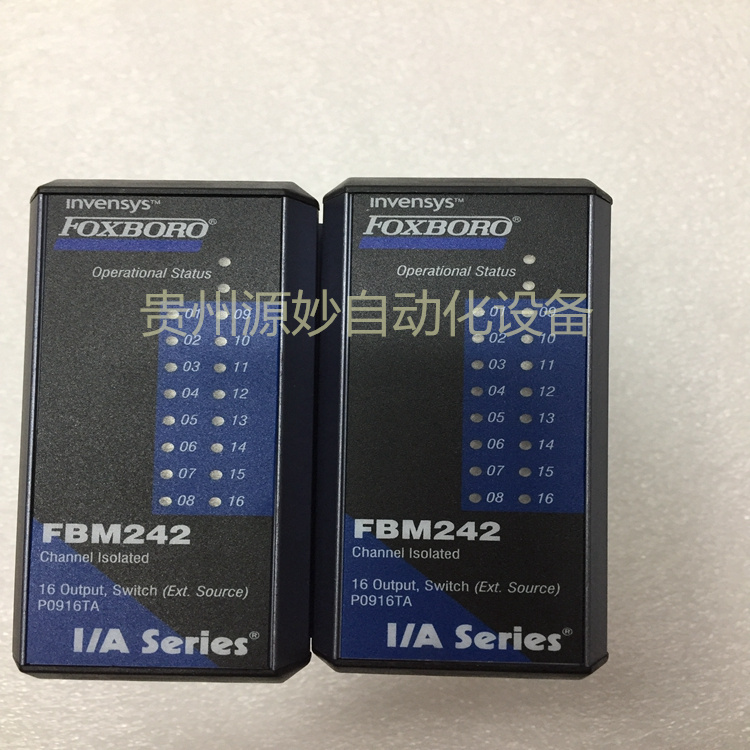 invensys™
FOXBORO®
Operational Status
01 09
02 10
03 11
04 12
05 13
06 14
07 15
08 16
FBM242
Channel Isolated
16 Output, Switch (Ext. Source)
P0916TA
I/A Series®
invensys™
FOXBORO®
Operational Status
01 09
02 10
03 11
04 12
05 13
06 14
07 15
08 16
FBM242
Channel Isolated
16 Output, Switch (Ext. Source)
P0916TA
I/A Series®
贵州源妙自动化设备